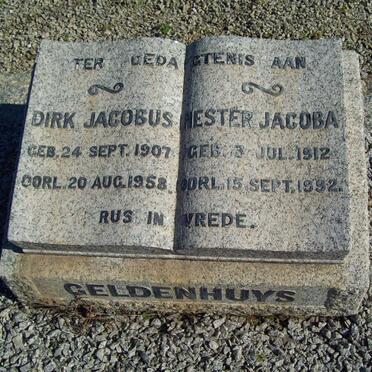 TER GEDAGTENIS AAN
DIRK JACOBUS
GEB. 24 SEPT. 1907
OORL. 20 AUG. 1958.
HESTER JACOBA
GEB. 3 JUL. 1912
OORL. 15 SEPT. 1992.
RUS IN VREDE.
GELDENHUYS